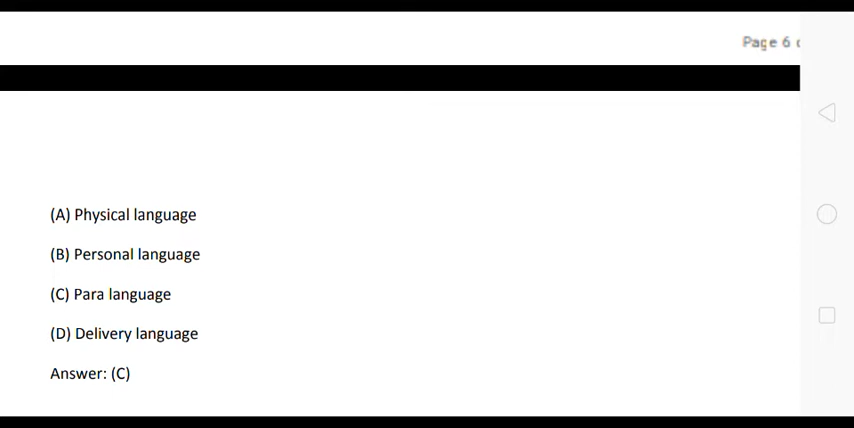 Page 6
(A) Physical language
(B) Personal language
(C) Para language
(D) Delivery language
Answer: (C)